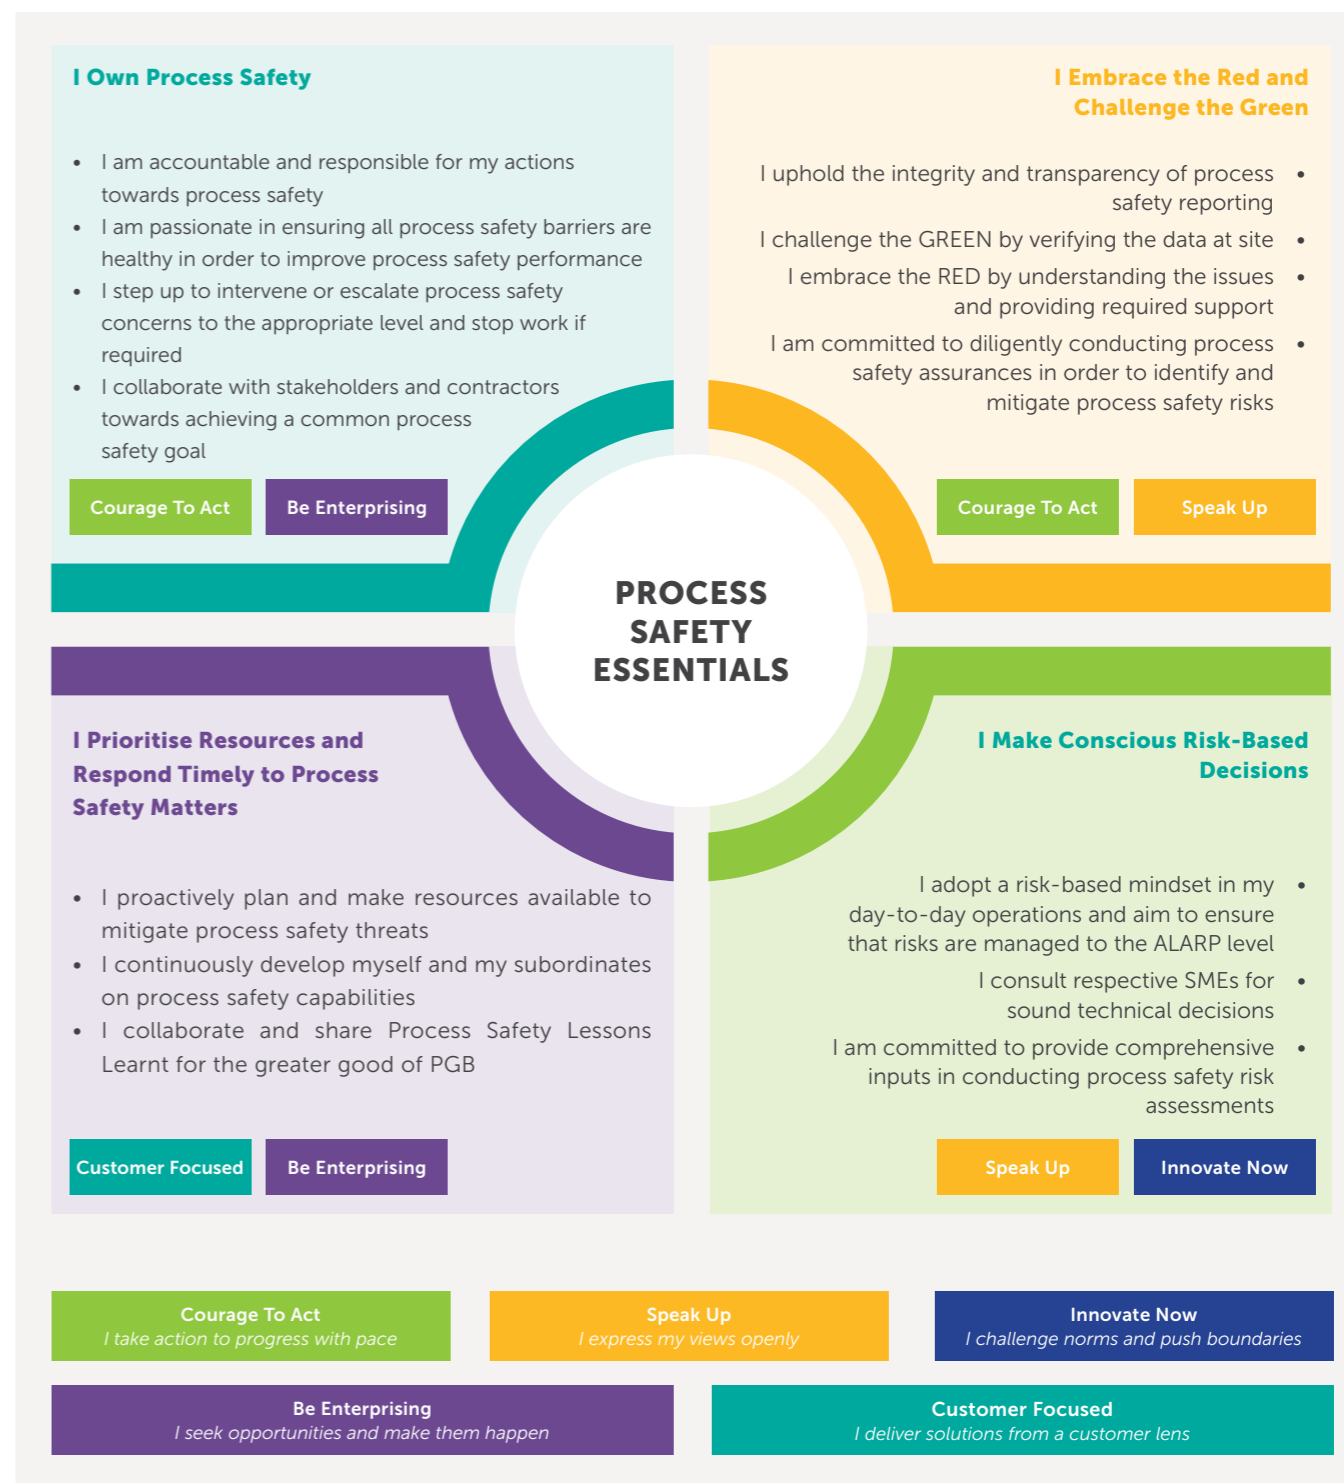 I Own Process Safety
• I am accountable and responsible for my actions
towards process safety
• I am passionate in ensuring all process safety barriers are
healthy in order to improve process safety performance
• I step up to intervene or escalate process safety
concerns to the appropriate level and stop work if
required
• I collaborate with stakeholders and contractors
towards achieving a common process
safety goal
Courage To Act
Be Enterprising
I Embrace the Red and
Challenge the Green
I uphold the integrity and transparency of process •
safety reporting
I challenge the GREEN by verifying the data at site •
I embrace the RED by understanding the issues •
and providing required support
I am committed to diligently conducting process •
safety assurances in order to identify and
mitigate process safety risks
Courage To Act
Speak Up
PROCESS
SAFETY
ESSENTIALS
I Prioritise Resources and
Respond Timely to Process
Safety Matters
• I proactively plan and make resources available to
mitigate process safety threats
• I continuously develop myself and my subordinates
on process safety capabilities
• I collaborate and share Process Safety Lessons
Learnt for the greater good of PGB
Customer Focused
Be Enterprising
I Make Conscious Risk-Based
Decisions
I adopt a risk-based mindset in my •
day-to-day operations and aim to ensure
that risks are managed to the ALARP level
I consult respective SMEs for •
sound technical decisions
I am committed to provide comprehensive •
inputs in conducting process safety risk
assessments
Speak Up
Innovate Now
Courage To Act
I take action to progress with pace
Speak Up
I express my views openly
Innovate Now
I challenge norms and push boundaries
Be Enterprising
I seek opportunities and make them happen
Customer Focused
I deliver solutions from a customer lens